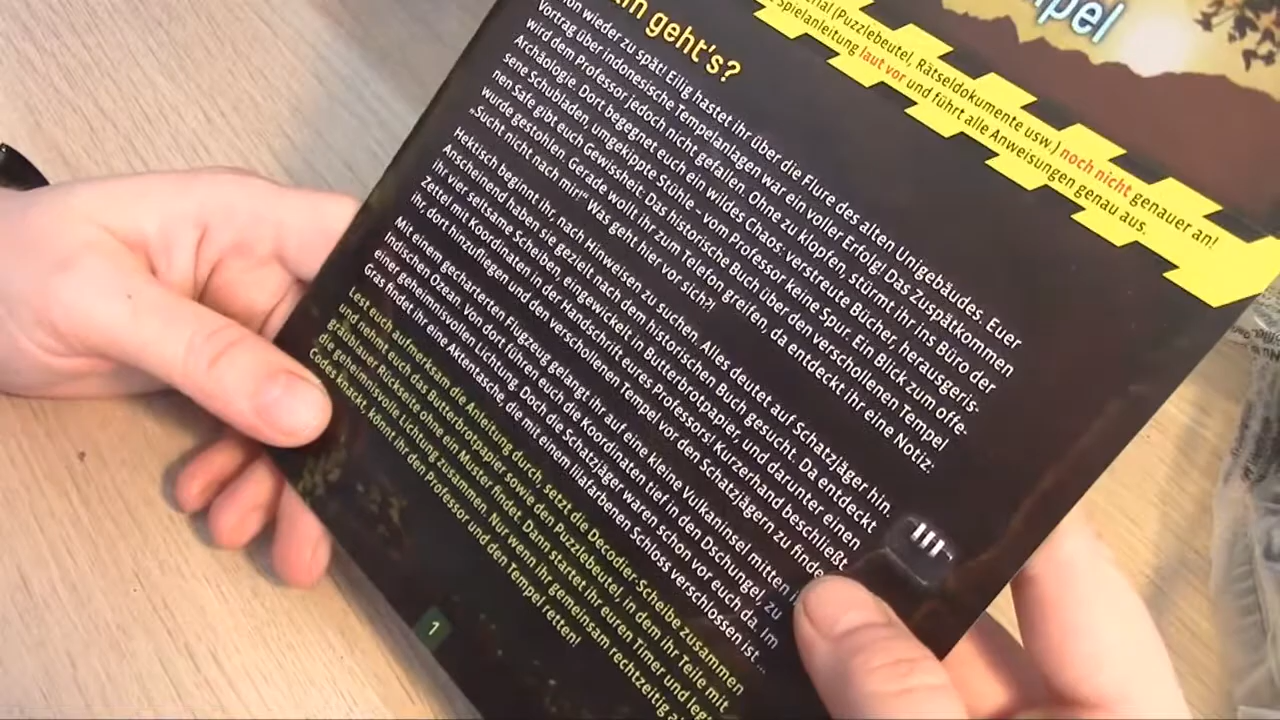 mpel
rial (Puzzlebeutel, Rätseldokumente usw.) noch nicht genauer an!
Spielanleitung laut vor und führt alle Anweisungen genau aus.
geht's?
wieder zu spät! Eilig hastet ihr über die Flure des alten Unigebäudes. Euer
Vortrag über indonesische Tempelanlagen war ein voller Erfolg! Das Zuspätkommen
wird dem Professor jedoch nicht gefallen. Ohne zu klopfen, stürmt ihr ins Büro der
Archäologie. Dort begegnet euch ein wildes Chaos: verstreute Bücher, herausgeris-
sene Schubladen, umgekippte Stühle – vom Professor keine Spur. Ein Blick zum offe-
nen Safe gibt euch Gewissheit: Das historische Buch über den verschollenen Tempel
wurde gestohlen. Gerade wollt ihr zum Telefon greifen, da entdeckt ihr eine Notiz:
„Sucht nicht nach mir!“ Was geht hier vor sich?!
Hektisch beginnt ihr, nach Hinweisen zu suchen. Alles deutet auf Schatzjäger hin.
Anscheinend haben sie gezielt nach dem historischen Buch gesucht. Da entdeckt
ihr vier seltsame Scheiben, eingewickelt in Butterbrotpapier, und darunter einen
Zettel mit Koordinaten in der Handschrift eures Professors! Kurzerhand beschließt
ihr, dort hinzufliegen und den verschollenen Tempel vor den Schatzjägern zu finde
Mit einem gecharterten Flugzeug gelangt ihr auf eine kleine Vulkaninsel mitten
Indischen Ozean. Von dort führen euch die Koordinaten tief in den Dschungel, zu
einer geheimnisvollen Lichtung. Doch die Schatzjäger waren schon vor euch da. Im
Gras findet ihr eine Aktentasche, die mit einem lilafarbenen Schloss verschlossen ist ...
Lest euch aufmerksam die Anleitung durch, setzt die Decodier-Scheibe zusammen
und nehmt euch das Butterbrotpapier sowie den Puzzlebeutel, in dem ihr Teile mit
graublauer Rückseite ohne ein Muster findet. Dann startet ihr euren Timer und legt
die geheimnisvolle Lichtung zusammen. Nur wenn ihr gemeinsam rechtzeitig a
Codes knackt, könnt ihr den Professor und den Tempel retten!
1